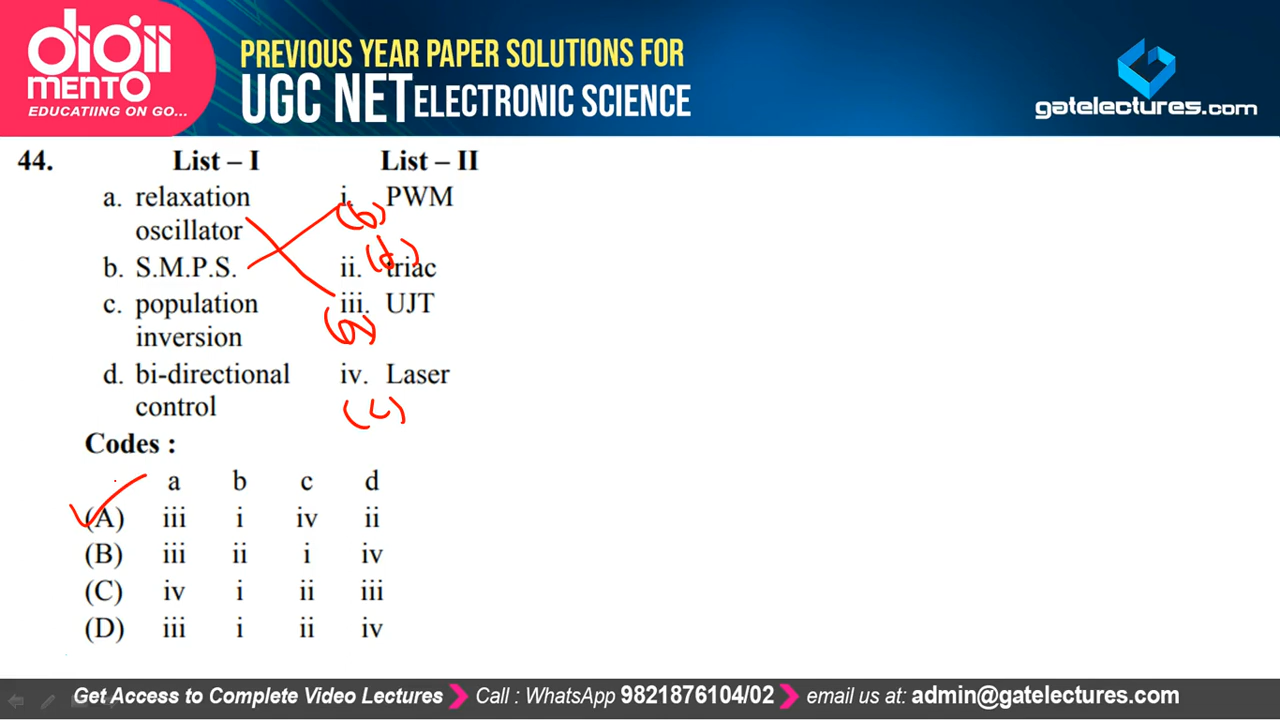 dioii
MENTO
EDUCATIING ON GO...
PREVIOUS YEAR PAPER SOLUTIONS FOR
UGC NET ELECTRONIC SCIENCE
gatelectures.com
44. List – I List – II
a. relaxation i. PWM
(b)
oscillator
(d)
b. S.M.P.S. ii. triac
c. population iii. UJT
(a)
inversion
d. bi-directional iv. Laser
control (c)
Codes :
a b c d
(A) iii i iv ii
(B) iii ii i iv
(C) iv i ii iii
(D) iii i ii iv
Get Access to Complete Video Lectures Call : WhatsApp 9821876104/02 email us at: admin@gatelectures.com